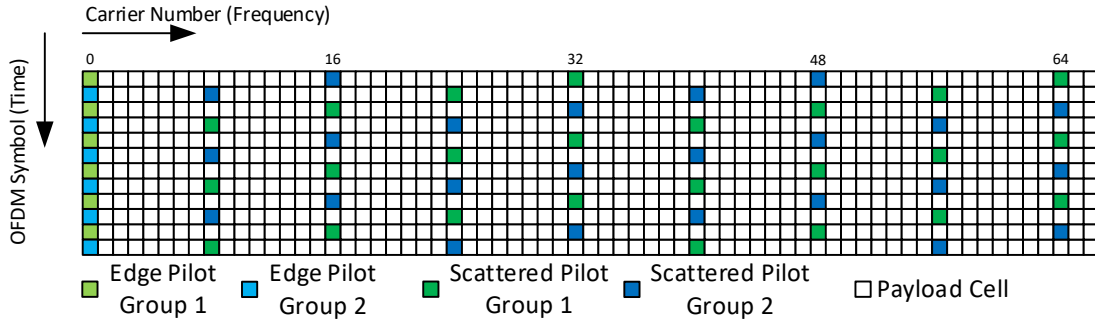 Carrier Number (Frequency)
OFDM Symbol (Time)
0 16 32 48 64
Edge Pilot Group 1
Edge Pilot Group 2
Scattered Pilot Group 1
Scattered Pilot Group 2
Payload Cell